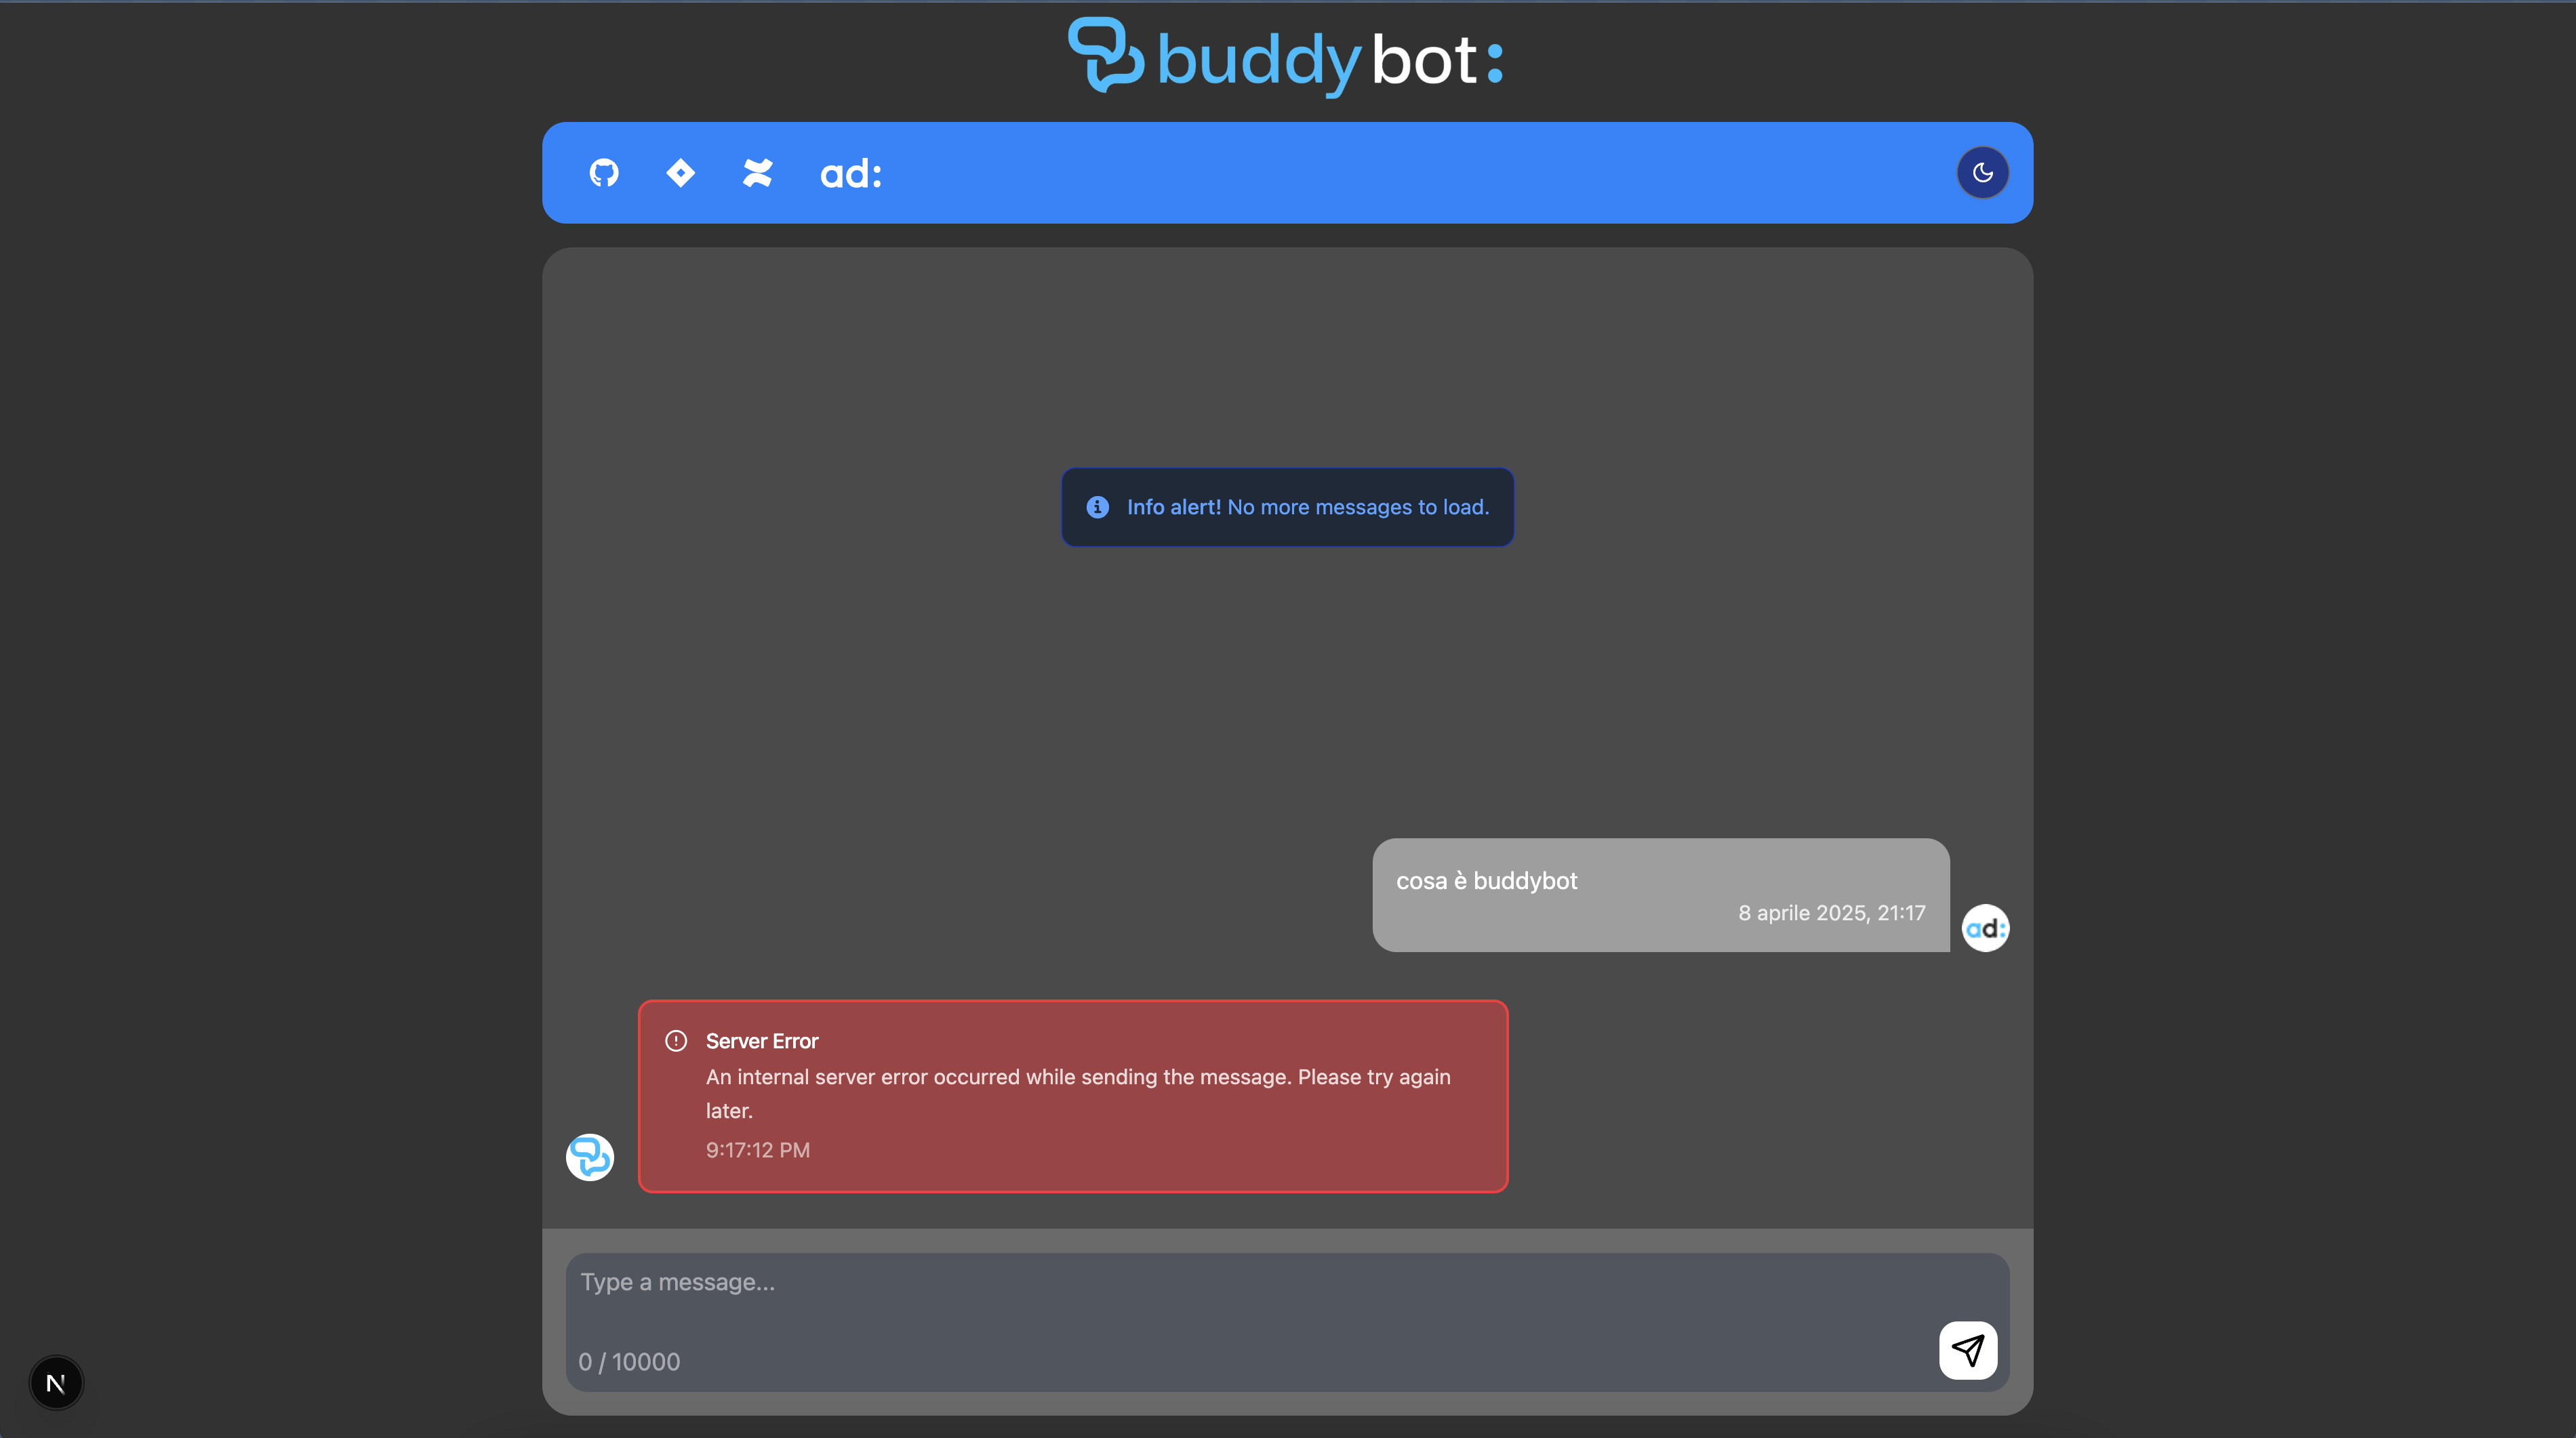 buddybot:
ad:
Info alert! No more messages to load.
cosa è buddybot
8 aprile 2025, 21:17
ad:
Server Error
An internal server error occurred while sending the message. Please try again
later.
9:17:12 PM
Type a message...
0 / 10000
N